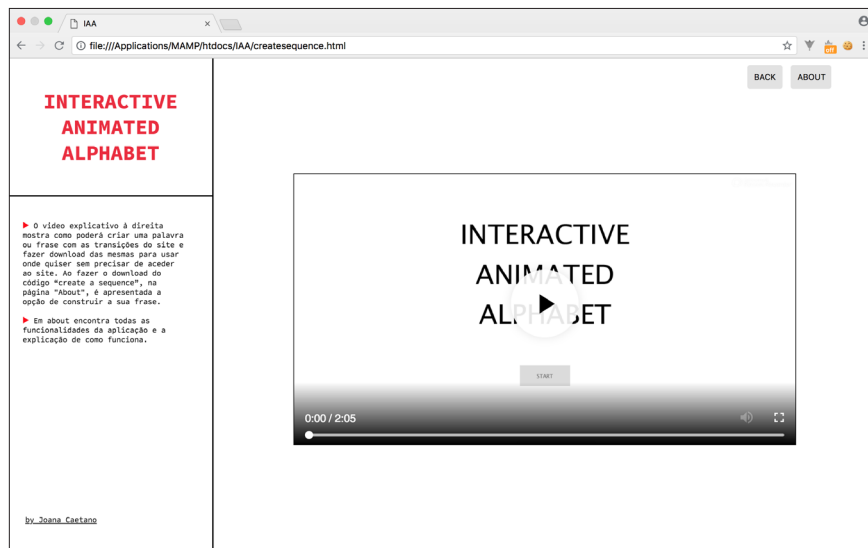 IAA
file:///Applications/MAMP/htdocs/IAA/createsequence.html
off
BACK
ABOUT
INTERACTIVE
ANIMATED
ALPHABET
O video explicativo à direita
mostra como poderá criar uma palavra
ou frase com as transições do site e
fazer download das mesmas para usar
onde quiser sem precisar de aceder
ao site. Ao fazer o download do
código “create a sequence”, na
página "About", é apresentada a
opção de construir a sua frase.
Em about encontra todas as
funcionalidades da aplicação e a
explicação de como funciona.
by Joana Caetano
INTERACTIVE
ANIMATED
ALPHABET
START
0:00 / 2:05